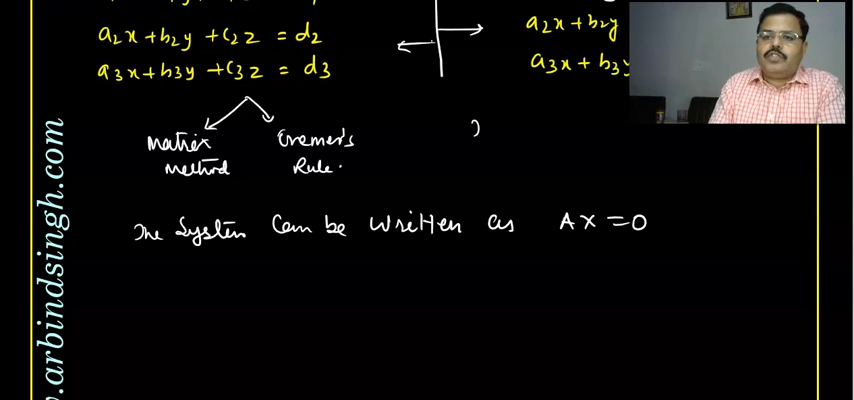 a2x + b2y + c2z = d2
a3x + b3y + c3z = d3
a2x + b2y
a3x + b3y
Matrix Method
Cramer's Rule.
The System can be written as AX = 0
.arbindsingh.com